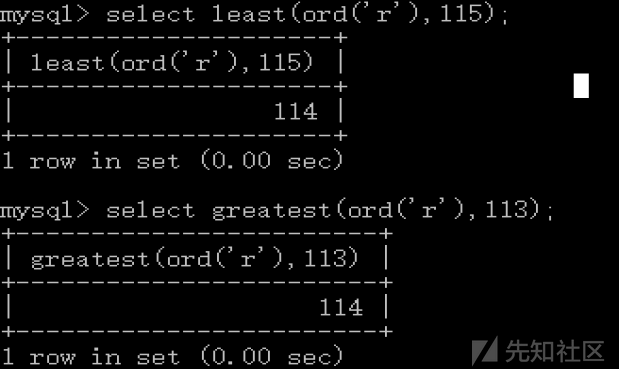 mysql> select least(ord('r'),115);
+---------------------+
| least(ord('r'),115) |
+---------------------+
|                 114 |
+---------------------+
1 row in set (0.00 sec)
mysql> select greatest(ord('r'),113);
+------------------------+
| greatest(ord('r'),113) |
+------------------------+
|                    114 |
+------------------------+
1 row in set (0.00 sec)
先知社区